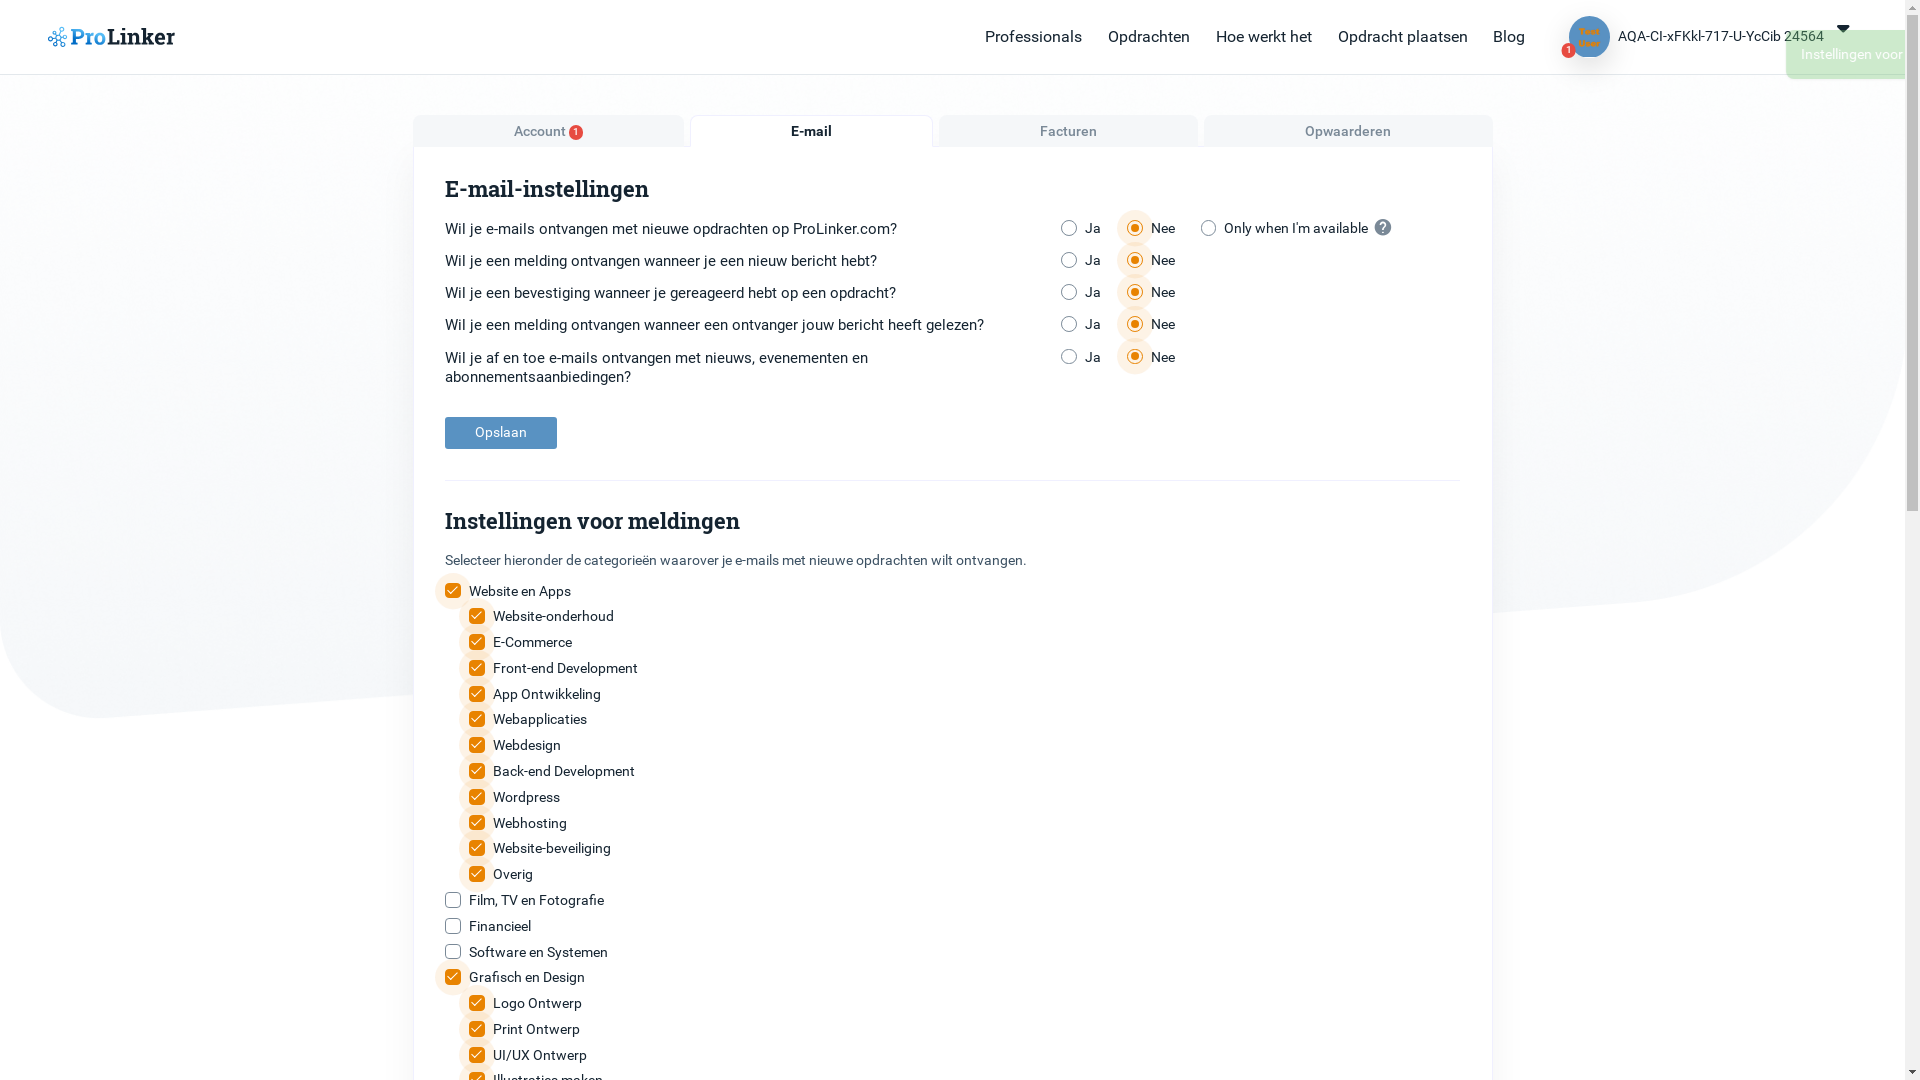 ProLinker
Professionals
Opdrachten
Hoe werkt het
Opdracht plaatsen
Blog
1
AQA-CI-xFKkl-717-U-YcCib 24564
Instellingen voor
Account 1
E-mail
Facturen
Opwaarderen
E-mail-instellingen
Wil je e-mails ontvangen met nieuwe opdrachten op ProLinker.com?
Ja
Nee
Only when I'm available
?
Wil je een melding ontvangen wanneer je een nieuw bericht hebt?
Ja
Nee
Wil je een bevestiging wanneer je gereageerd hebt op een opdracht?
Ja
Nee
Wil je een melding ontvangen wanneer een ontvanger jouw bericht heeft gelezen?
Ja
Nee
Wil je af en toe e-mails ontvangen met nieuws, evenementen en
abonnementsaanbiedingen?
Ja
Nee
Opslaan
Instellingen voor meldingen
Selecteer hieronder de categorieën waarover je e-mails met nieuwe opdrachten wilt ontvangen.
Website en Apps
Website-onderhoud
E-Commerce
Front-end Development
App Ontwikkeling
Webapplicaties
Webdesign
Back-end Development
Wordpress
Webhosting
Website-beveiliging
Overig
Film, TV en Fotografie
Financieel
Software en Systemen
Grafisch en Design
Logo Ontwerp
Print Ontwerp
UI/UX Ontwerp
Illustraties maken